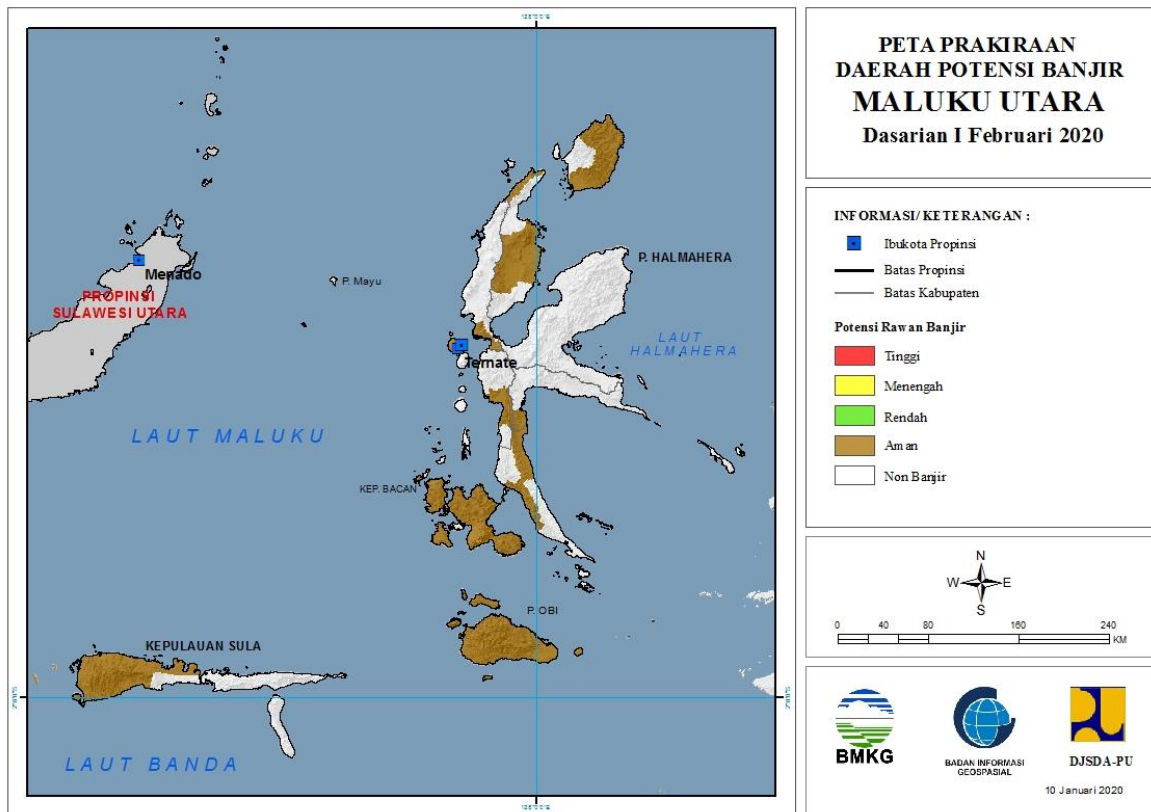 PETA PRAKIRAAN
DAERAH POTENSI BANJIR
MALUKU UTARA
Dasarian I Februari 2020
INFORMASI/ KETERANGAN :
Ibukota Propinsi
Batas Propinsi
Batas Kabupaten
Potensi Rawan Banjir
Tinggi
Menengah
Rendah
Aman
Non Banjir
N
W E
S
0 40 80 160 240
KM
BMKG
BADAN INFORMASI
GEOSPASIAL
DJSDA-PU
10 Januari 2020
Menado
PROPINSI
SULAWESI UTARA
P. Mayu
P. HALMAHERA
LAUT
HALMAHERA
Ternate
LAUT MALUKU
KEP. BACAN
P. OBI
KEPULAUAN SULA
LAUT BANDA